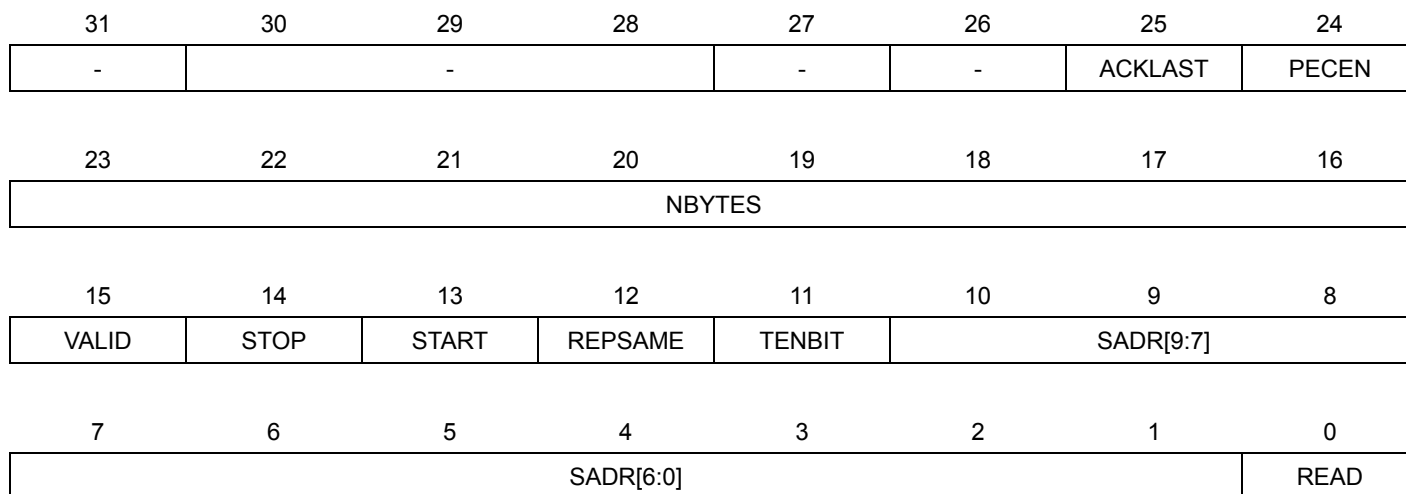 31 30 29 28 27 26 25 24
- - - - ACKLAST PECEN
23 22 21 20 19 18 17 16
NBYTES
15 14 13 12 11 10 9 8
VALID STOP START REPSAME TENBIT SADR[9:7]
7 6 5 4 3 2 1 0
SADR[6:0] READ